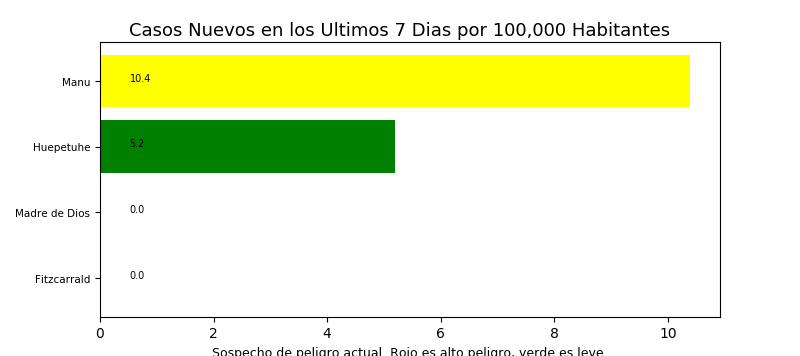 Casos Nuevos en los Ultimos 7 Dias por 100,000 Habitantes
Manu
10.4
Huepetuhe
5.2
Madre de Dios
0.0
Fitzcarrald
0.0
0 2 4 6 8 10
Sospecho de peligro actual. Rojo es alto peligro, verde es leve